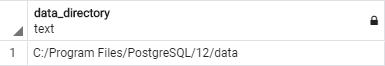 data_directory
text
1 C:/Program Files/PostgreSQL/12/data